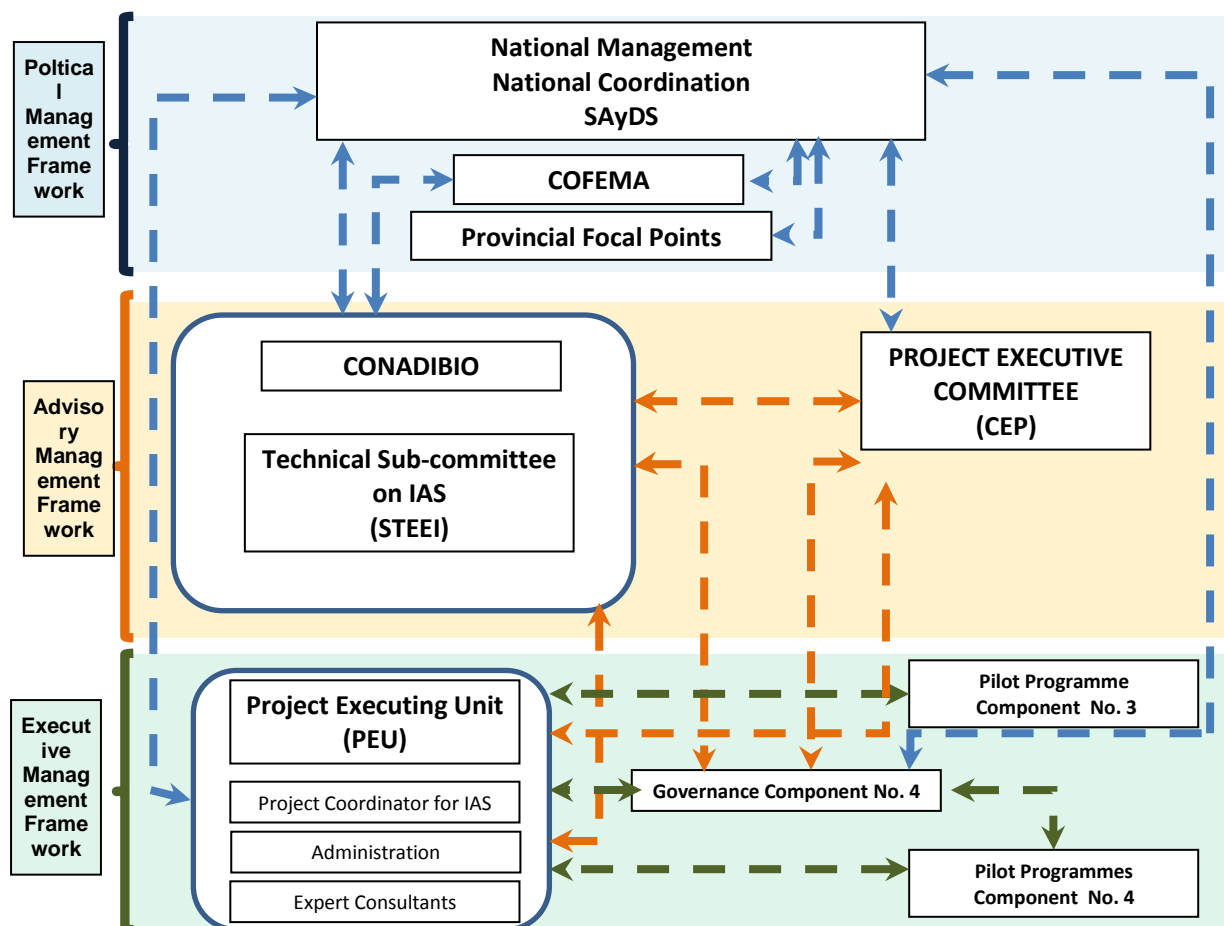 Poltica
l
Manag
ement
Frame
work
National Management
National Coordination
SAyDS
COFEMA
Provincial Focal Points
Adviso
ry
Manag
ement
Frame
work
CONADIBIO
Technical Sub-committee
on IAS
(STEEI)
PROJECT EXECUTIVE
COMMITTEE
(CEP)
Execut
ive
Manag
ement
Frame
work
Project Executing Unit
(PEU)
Project Coordinator for IAS
Administration
Expert Consultants
Pilot Programme
Component No. 3
Governance Component No. 4
Pilot Programmes
Component No. 4